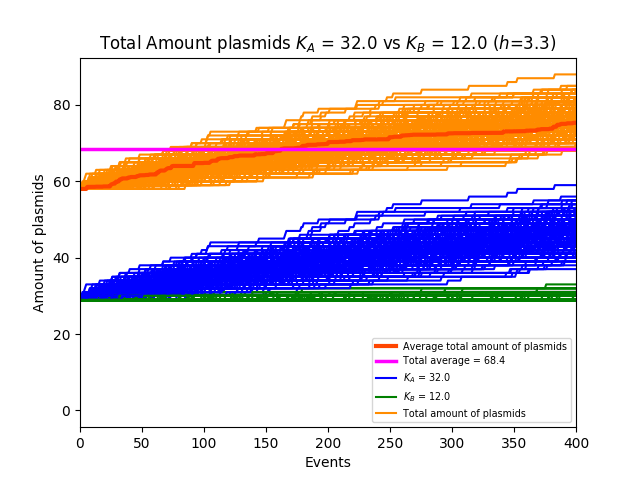 Total Amount plasmids K_A = 32.0 vs K_B = 12.0 (h=3.3)
Amount of plasmids
80
60
40
20
0
Average total amount of plasmids
Total average = 68.4
K_A = 32.0
K_B = 12.0
Total amount of plasmids
0 50 100 150 200 250 300 350 400
Events